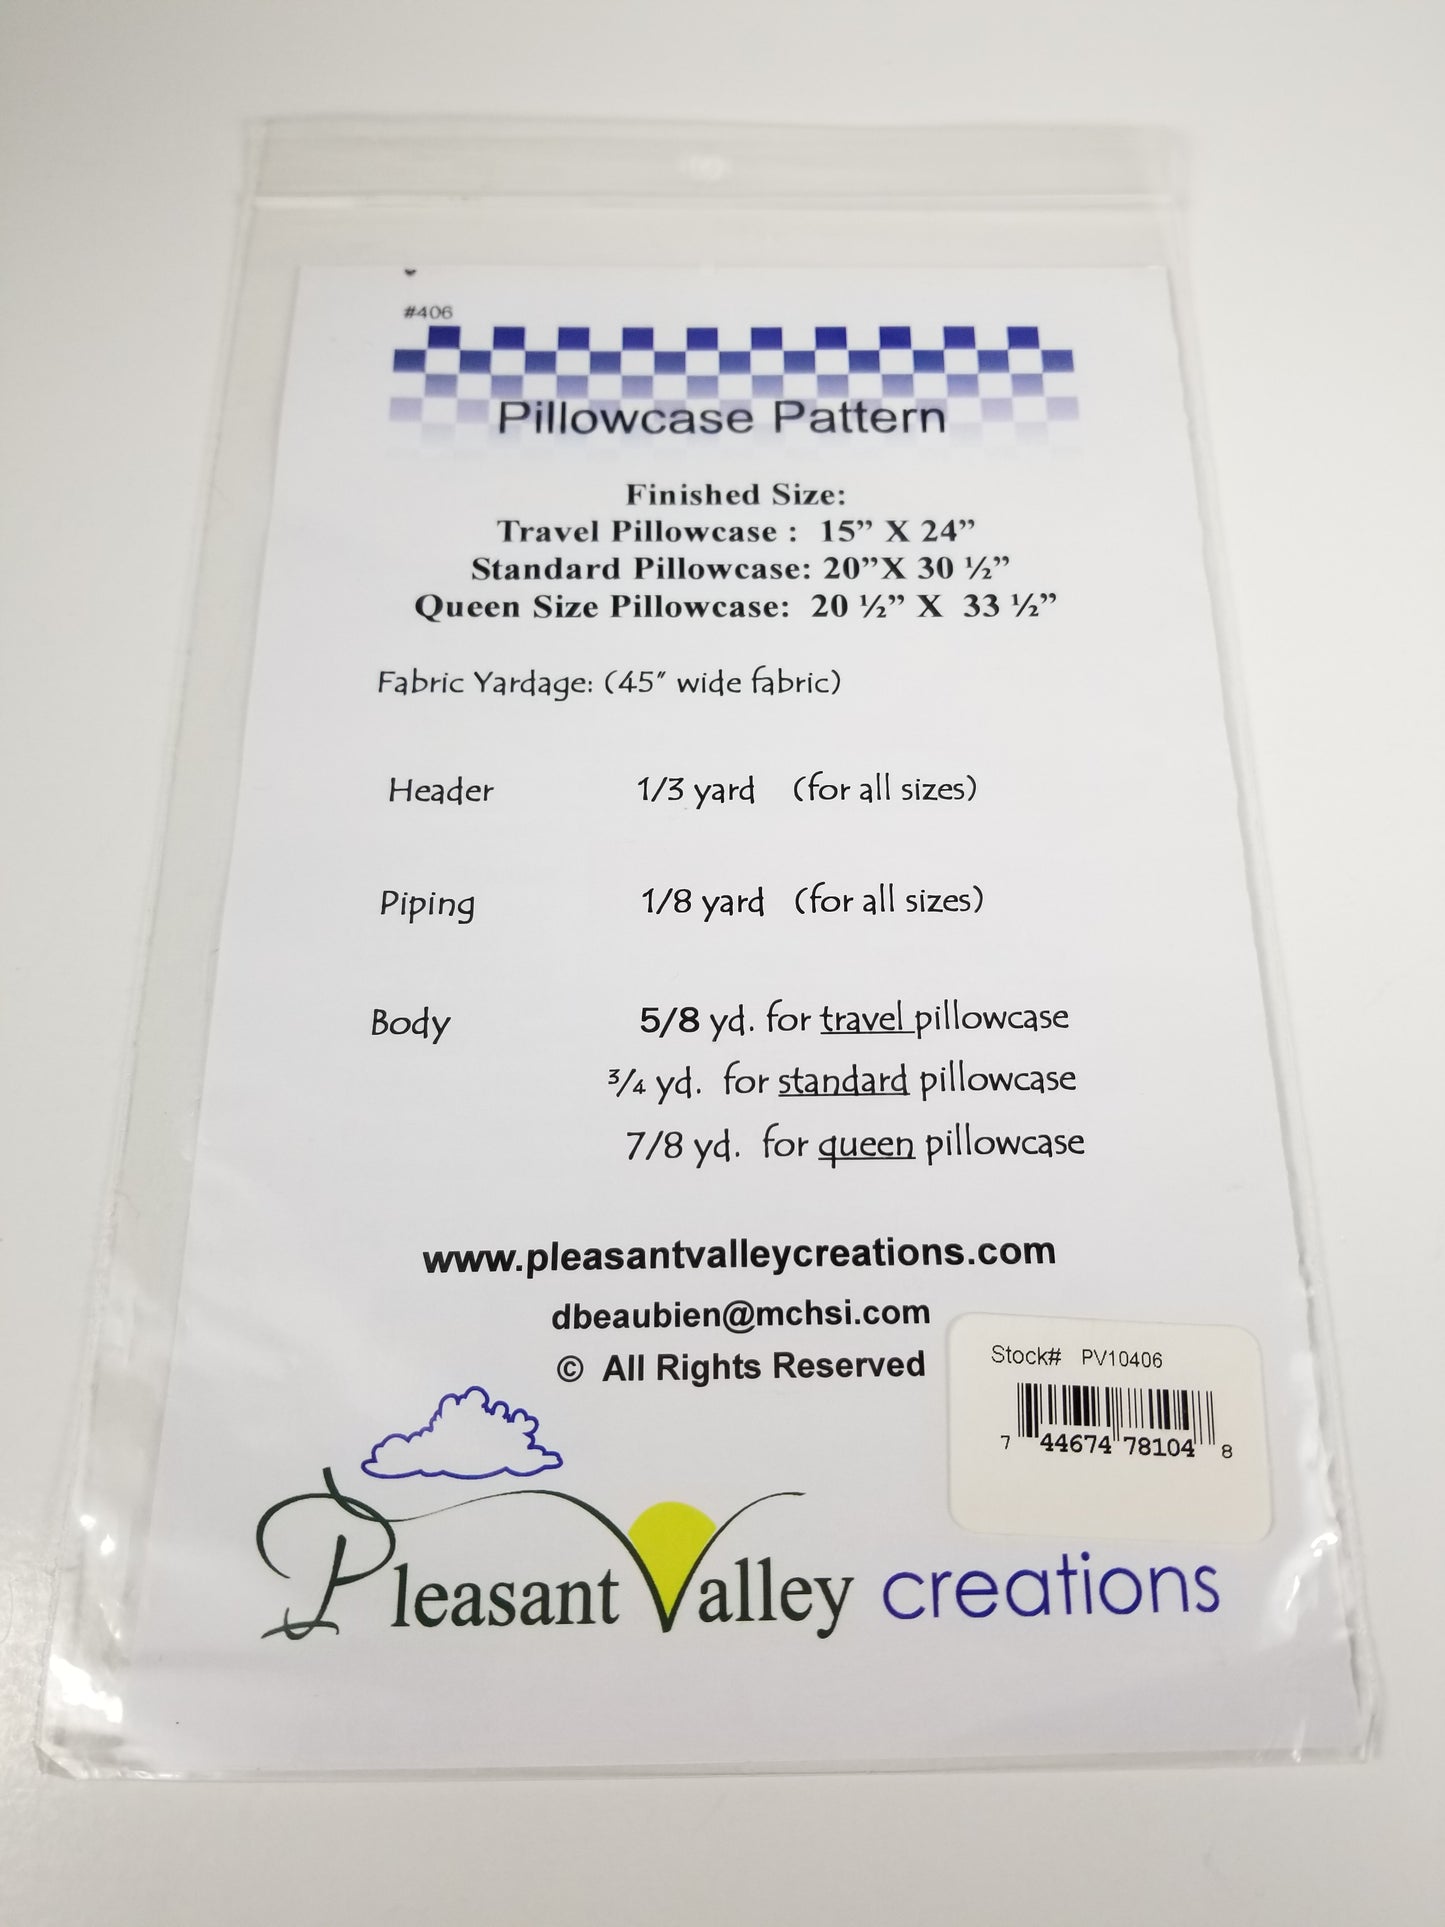 #406
Pillowcase Pattern
Finished Size:
Travel Pillowcase :  15” X 24”
Standard Pillowcase: 20”X 30 ½”
Queen Size Pillowcase:  20 ½” X  33 ½”
Fabric Yardage: (45″ wide fabric)
Header 1/3 yard (for all sizes)
Piping 1/8 yard (for all sizes)
Body 5/8 yd. for travel pillowcase
¾ yd. for standard pillowcase
7/8 yd. for queen pillowcase
www.pleasantvalleycreations.com
dbeaubien@mchsi.com
© All Rights Reserved
Stock# PV10406
7 44674 78104 8
Pleasant Valley creations